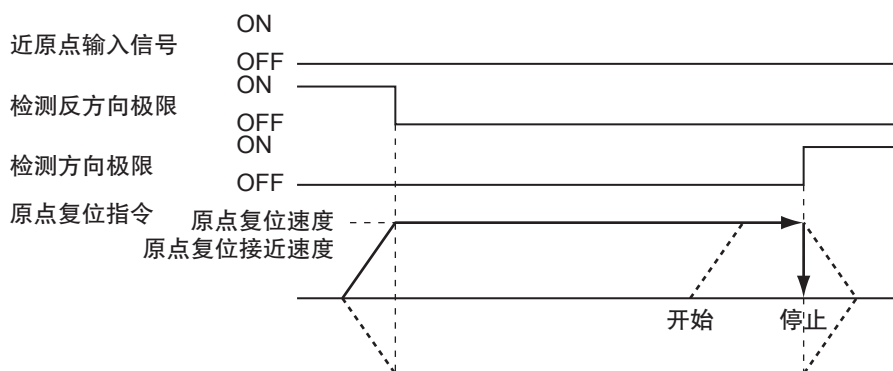 ON
近原点输入信号
OFF
ON
检测反方向极限
OFF
ON
检测方向极限
OFF
原点复位指令
原点复位速度
原点复位接近速度
开始
停止